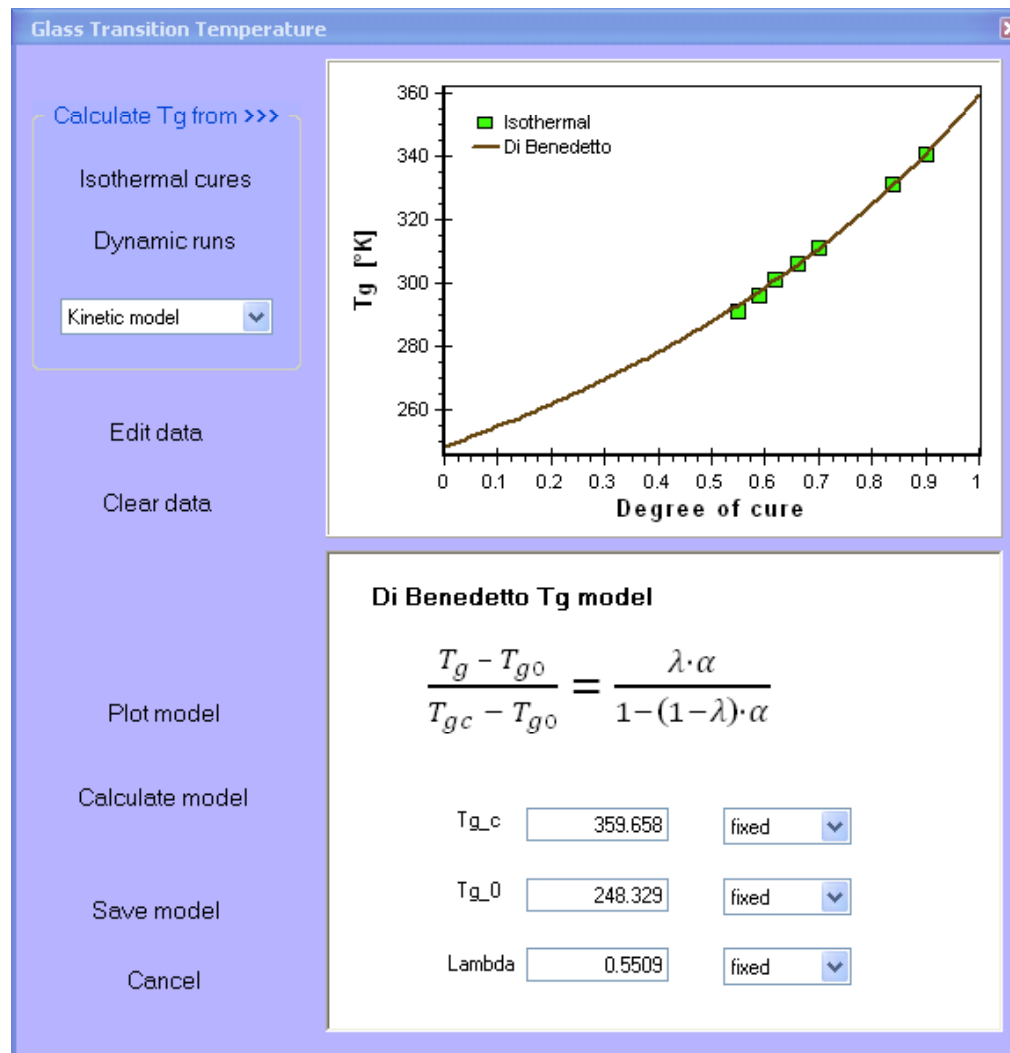 Glass Transition Temperature
Calculate Tg from >>>
Isothermal cures
Dynamic runs
Kinetic model
Edit data
Clear data
Plot model
Calculate model
Save model
Cancel
Tg [°K]
360
340
320
300
280
260
Isothermal
Di Benedetto
0 0.1 0.2 0.3 0.4 0.5 0.6 0.7 0.8 0.9 1
Degree of cure
Di Benedetto Tg model
(T_g − T_g0)/(T_gc − T_g0) = λ·α/(1−(1−λ)·α)
Tg_c 359.658 fixed
Tg_0 248.329 fixed
Lambda 0.5509 fixed